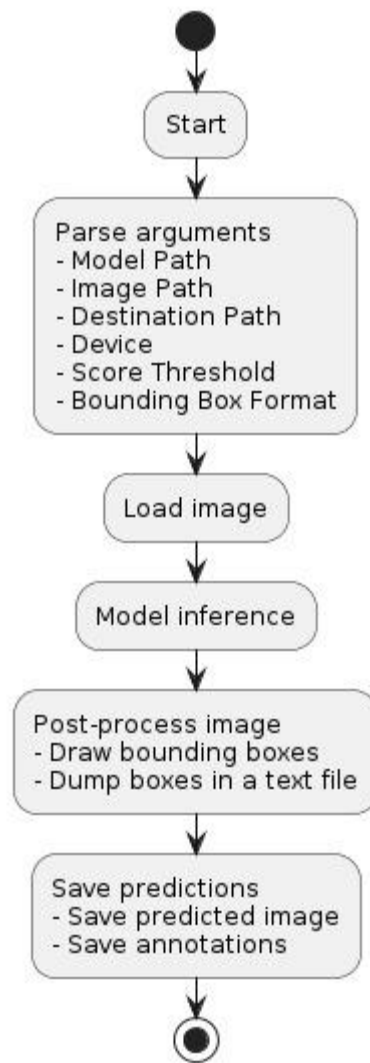 Start
Parse arguments
- Model Path
- Image Path
- Destination Path
- Device
- Score Threshold
- Bounding Box Format
Load image
Model inference
Post-process image
- Draw bounding boxes
- Dump boxes in a text file
Save predictions
- Save predicted image
- Save annotations